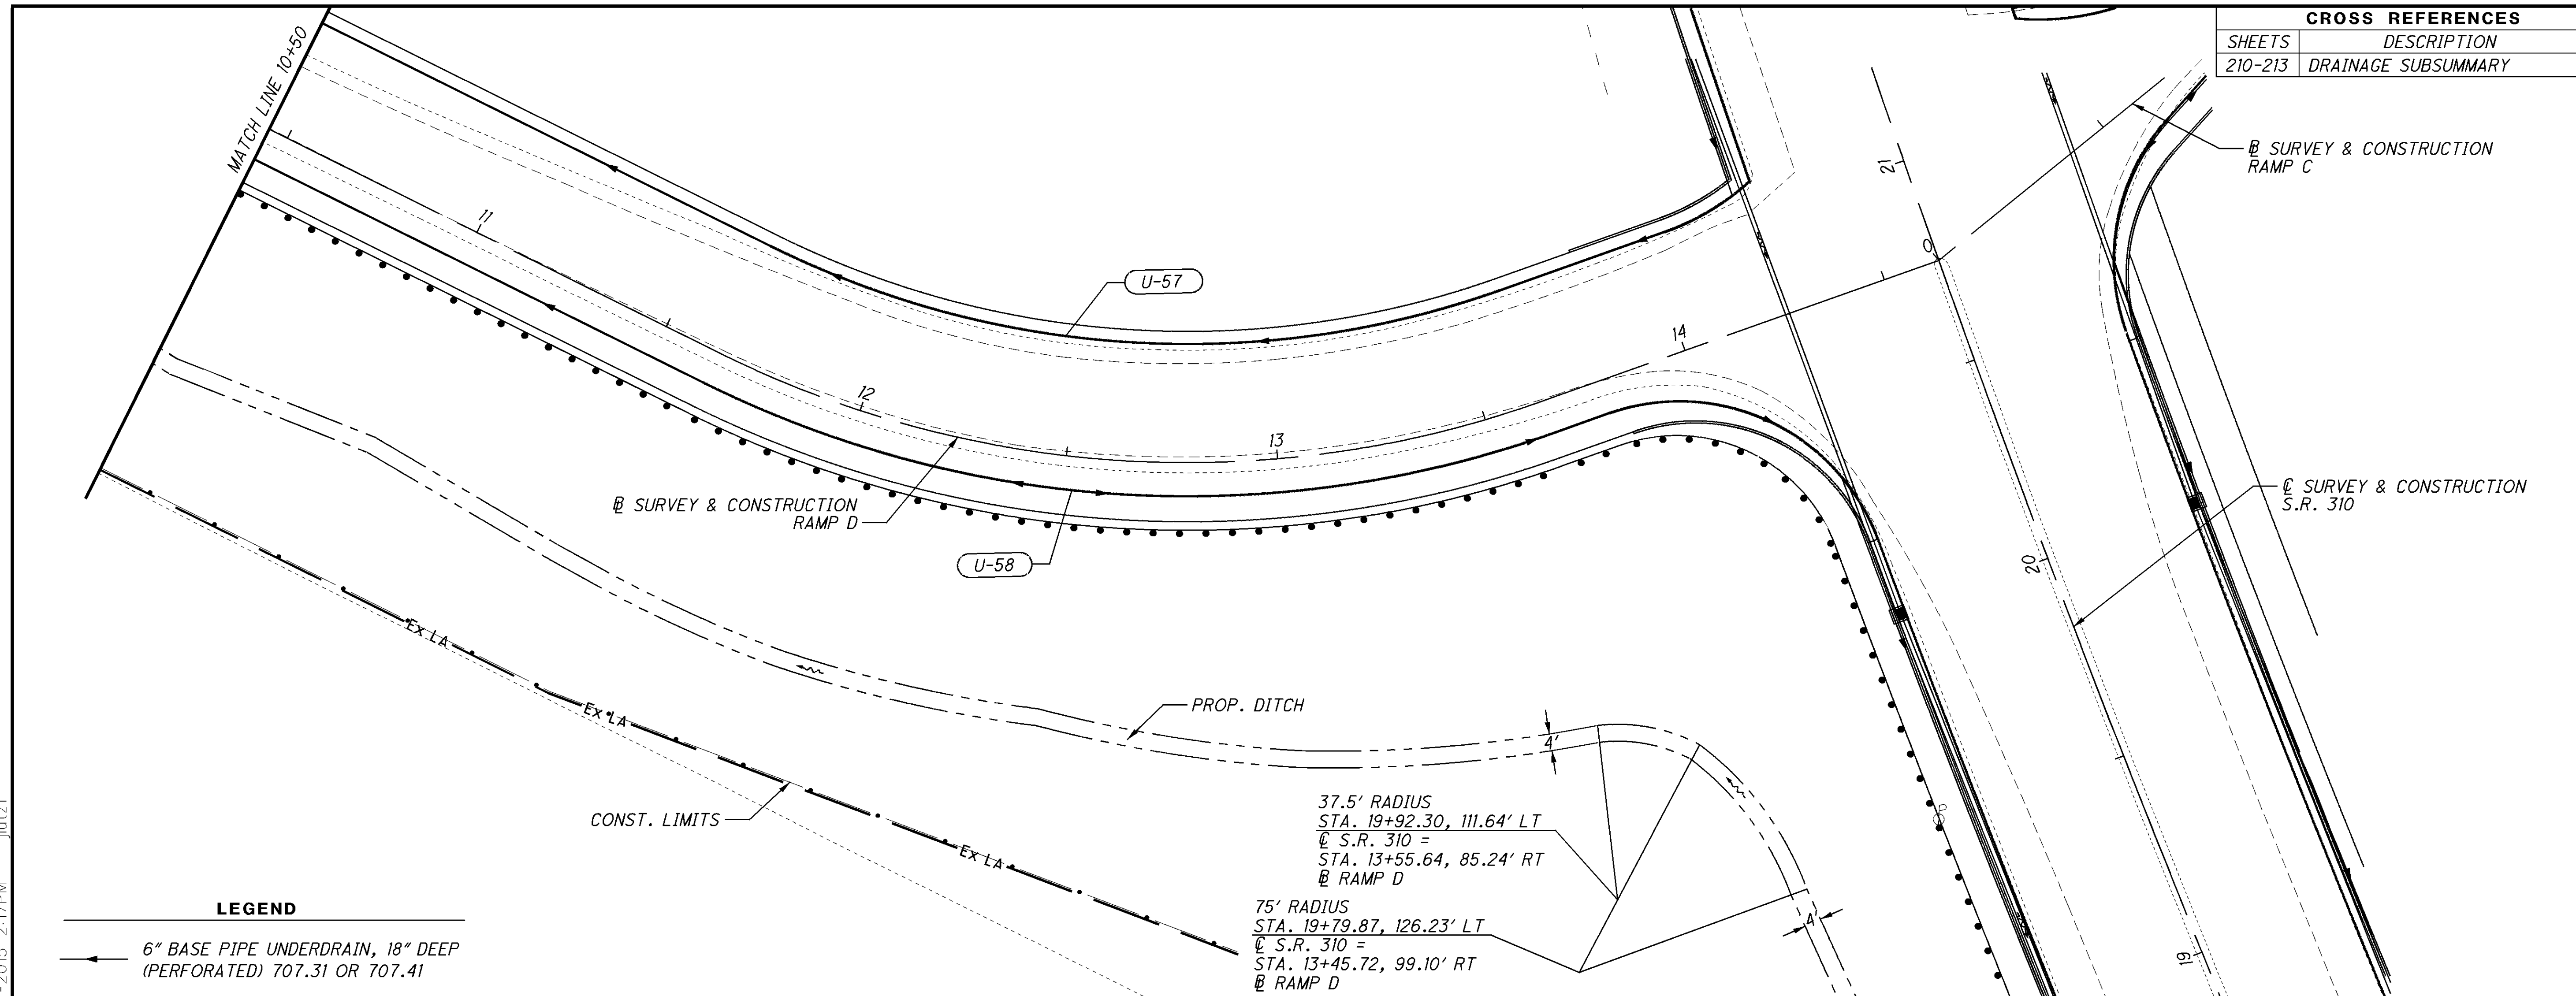 CROSS REFERENCES
SHEETS DESCRIPTION
210-213 DRAINAGE SUBSUMMARY
MATCH LINE 10+50
11
12
13
14
0
21
20
19
U-57
U-58
℄ SURVEY & CONSTRUCTION
S.R. 310
BL SURVEY & CONSTRUCTION
RAMP C
BL SURVEY & CONSTRUCTION
RAMP D
Ex LA
Ex LA
Ex LA
PROP. DITCH
CONST. LIMITS
4'
4'
37.5' RADIUS
STA. 19+92.30, 111.64' LT
℄ S.R. 310 =
STA. 13+55.64, 85.24' RT
BL RAMP D
75' RADIUS
STA. 19+79.87, 126.23' LT
℄ S.R. 310 =
STA. 13+45.72, 99.10' RT
BL RAMP D
LEGEND
6" BASE PIPE UNDERDRAIN, 18" DEEP
(PERFORATED) 707.31 OR 707.41